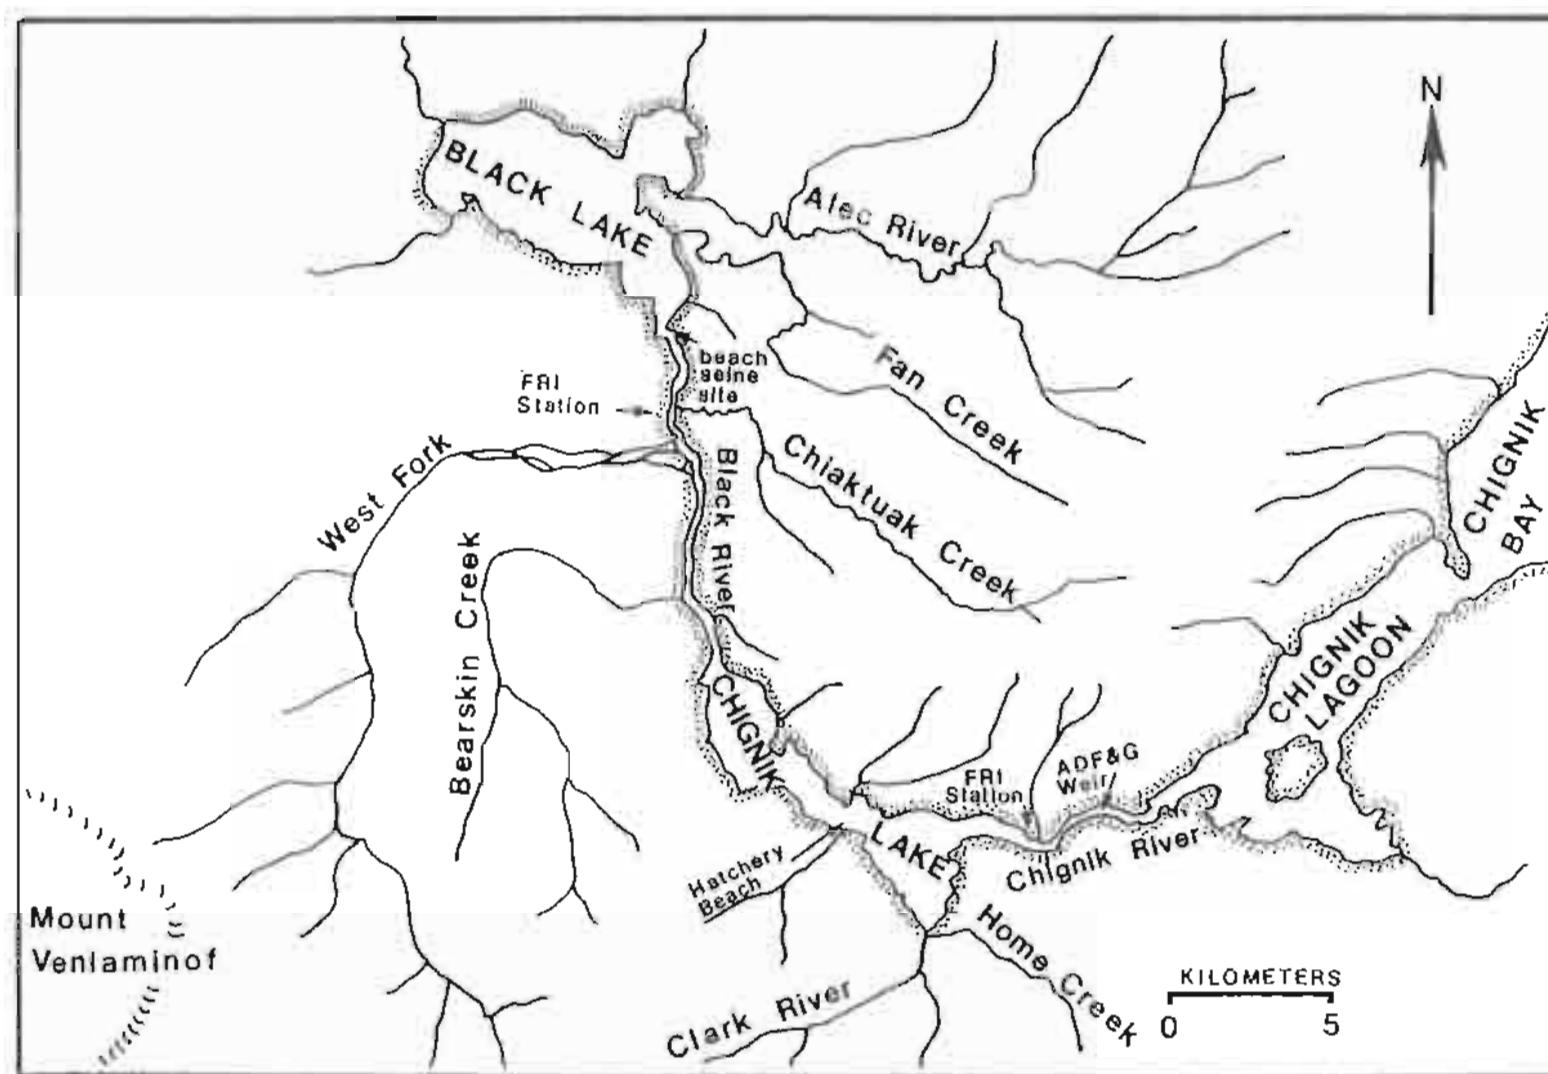 N
BLACK LAKE
Alec River
beach
seine
site
FRI
Station
Fan Creek
West Fork
Black River
Chiaktuak Creek
CHIGNIK
BAY
Bearskin Creek
CHIGNIK
LAGOON
CHIGNIK
LAKE
FRI
Station
ADF&G
Weir
Chignik River
Hatchery
Beach
Home Creek
Clark River
Mount
Venlaminof
KILOMETERS
0 5